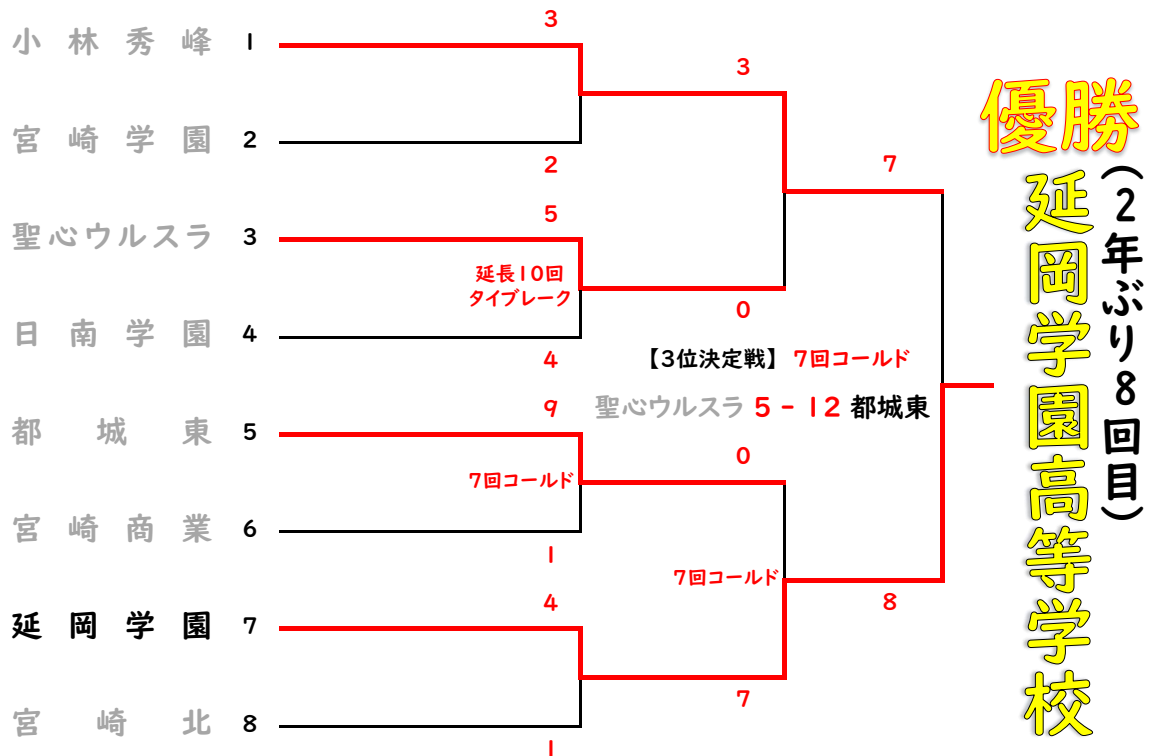 小林秀峰 1
3
3
宮崎学園 2
2
7
聖心ウルスラ 3
5
延長10回
タイブレーク
0
日南学園 4
4
【3位決定戦】 7回コールド
聖心ウルスラ 5 - 12 都城東
都城東 5
9
0
7回コールド
宮崎商業 6
1
7回コールド
延岡学園 7
4
8
7
宮崎北 8
1
優勝
延岡学園高等学校
(2年ぶり8回目)